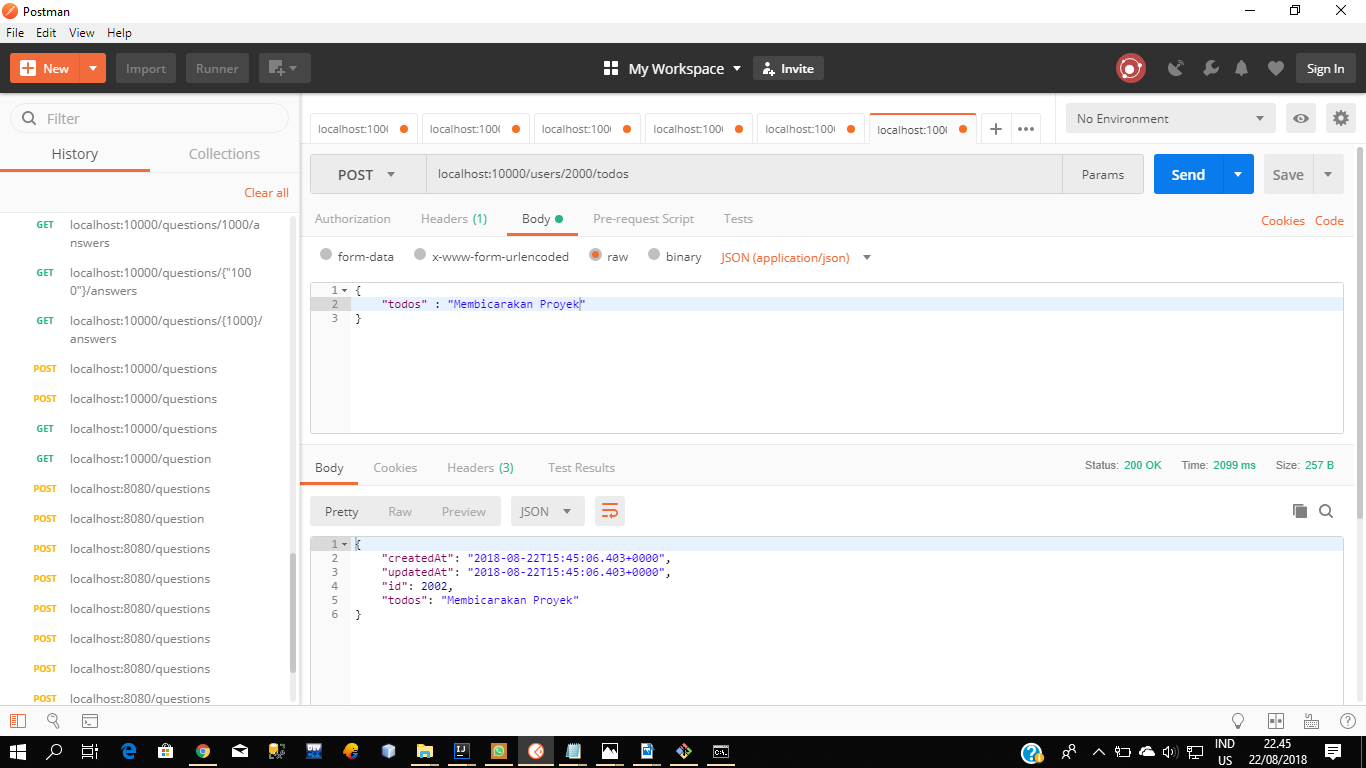 Postman
File Edit View Help
New Import Runner My Workspace Invite Sign In
Filter
History Collections
Clear all
GET localhost:10000/questions/1000/a
nswers
GET localhost:10000/questions/{"100
0"}/answers
GET localhost:10000/questions/{1000}/
answers
POST localhost:10000/questions
POST localhost:10000/questions
GET localhost:10000/questions
GET localhost:10000/question
POST localhost:8080/questions
POST localhost:8080/question
POST localhost:8080/questions
POST localhost:8080/questions
POST localhost:8080/questions
POST localhost:8080/questions
POST localhost:8080/questions
POST localhost:8080/questions
localhost:100 localhost:100 localhost:100 localhost:100 localhost:100 localhost:100 + •••
No Environment
POST localhost:10000/users/2000/todos Params Send Save
Authorization Headers (1) Body Pre-request Script Tests Cookies Code
form-data x-www-form-urlencoded raw binary JSON (application/json)
1 {
2 "todos" : "Membicarakan Proyek"
3 }
Body Cookies Headers (3) Test Results Status: 200 OK Time: 2099 ms Size: 257 B
Pretty Raw Preview JSON
1 {
2 "createdAt": "2018-08-22T15:45:06.403+0000",
3 "updatedAt": "2018-08-22T15:45:06.403+0000",
4 "id": 2002,
5 "todos": "Membicarakan Proyek"
6 }
IND 22.45
US 22/08/2018